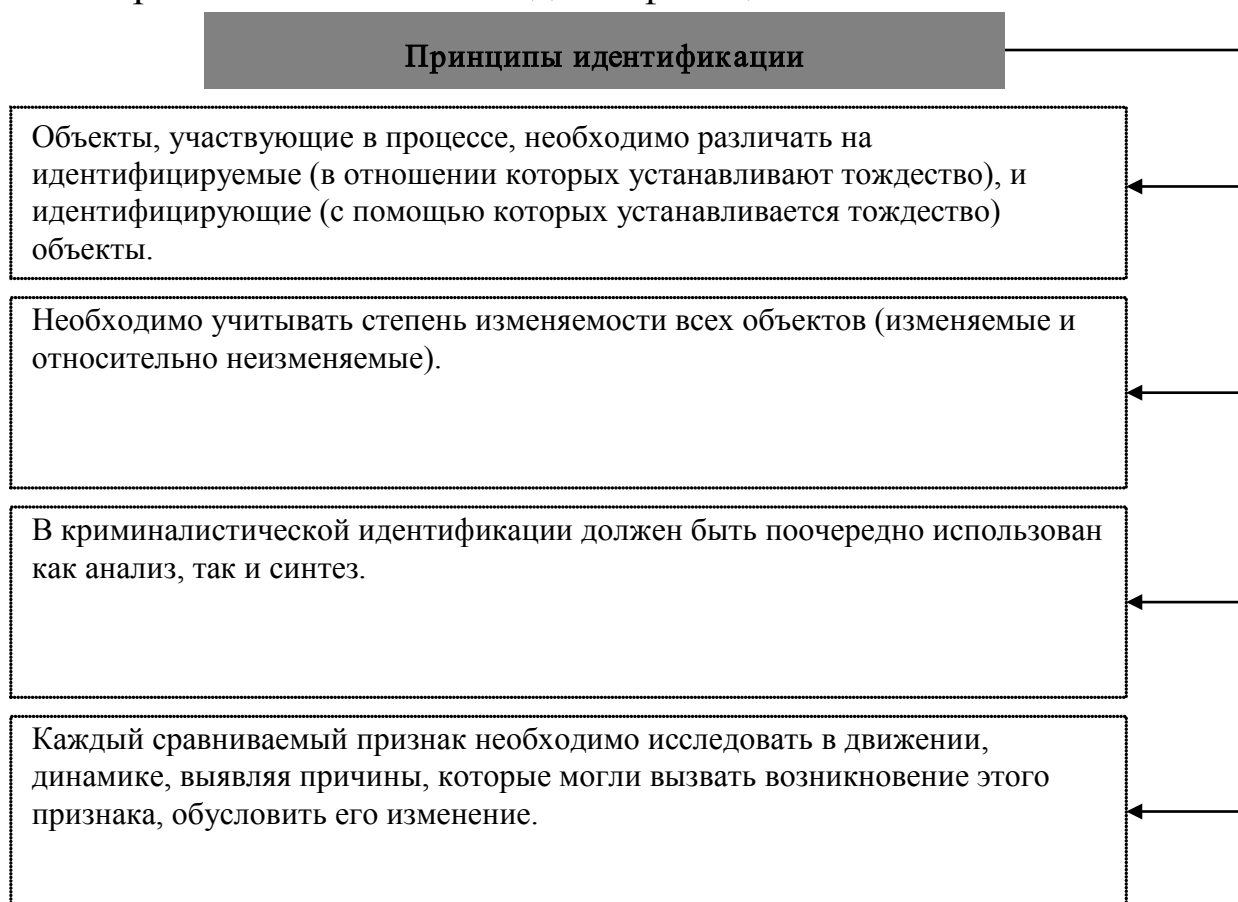 Принципы идентификации
Объекты, участвующие в процессе, необходимо различать на
идентифицируемые (в отношении которых устанавливают тождество), и
идентифицирующие (с помощью которых устанавливается тождество)
объекты.
Необходимо учитывать степень изменяемости всех объектов (изменяемые и
относительно неизменяемые).
В криминалистической идентификации должен быть поочередно использован
как анализ, так и синтез.
Каждый сравниваемый признак необходимо исследовать в движении,
динамике, выявляя причины, которые могли вызвать возникновение этого
признака, обусловить его изменение.